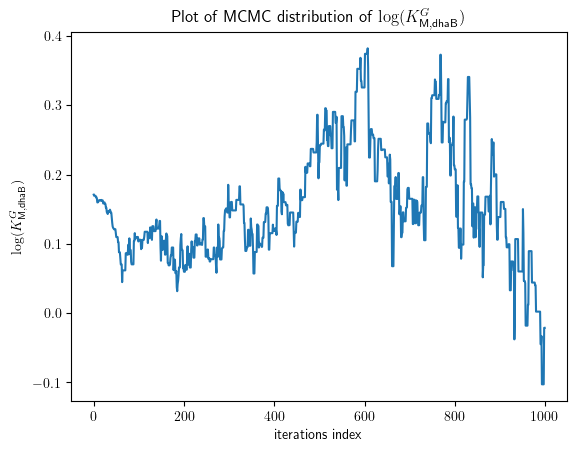 Plot of MCMC distribution of log(K^G_M,dhaB)
0.4
0.3
0.2
0.1
0.0
−0.1
log(K^G_M,dhaB)
0 200 400 600 800 1000
iterations index